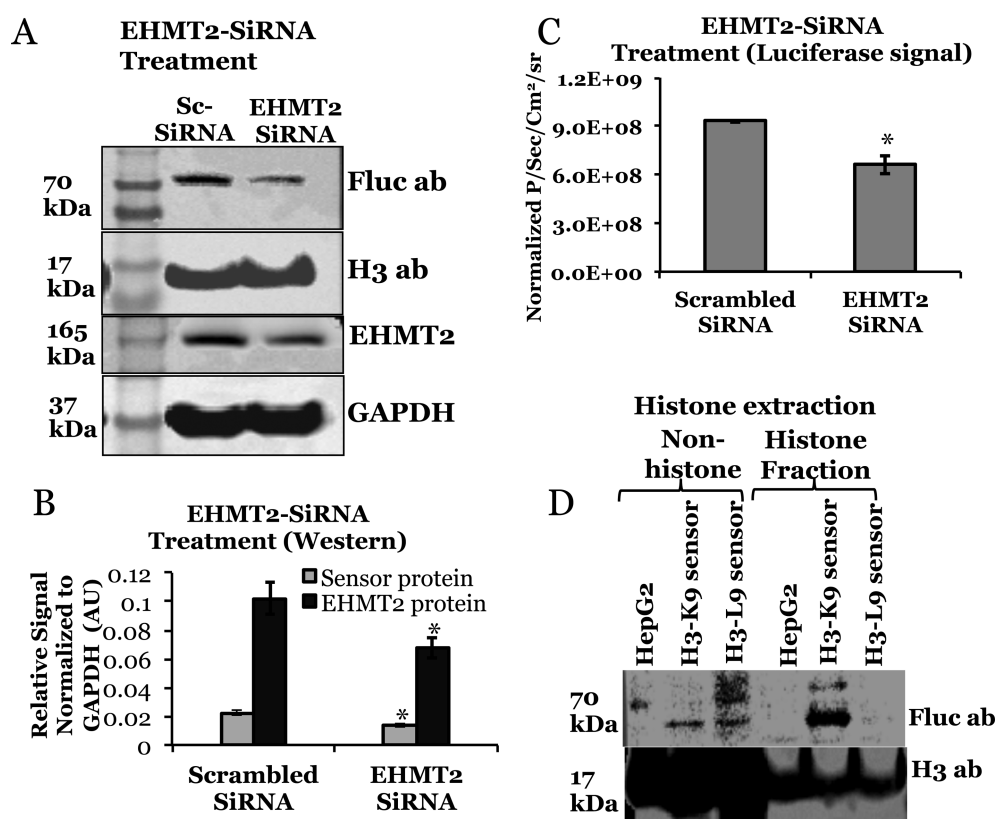 A
EHMT2-SiRNA
Treatment
Sc-
SiRNA
EHMT2
SiRNA
70
kDa
Fluc ab
17
kDa
H3 ab
165
kDa
EHMT2
37
kDa
GAPDH
B
EHMT2-SiRNA
Treatment (Western)
Relative Signal
Normalized to
GAPDH (AU)
0.12
0.1
0.08
0.06
0.04
0.02
0
Sensor protein
EHMT2 protein
*
*
Scrambled
SiRNA
EHMT2
SiRNA
C
EHMT2-SiRNA
Treatment (Luciferase signal)
Normalized P/Sec/Cm²/sr
1.2E+09
9.0E+08
6.0E+08
3.0E+08
0.0E+00
*
Scrambled
SiRNA
EHMT2
SiRNA
D
Histone extraction
Non-
histone
Histone
Fraction
HepG2
H3-K9 sensor
H3-L9 sensor
HepG2
H3-K9 sensor
H3-L9 sensor
70
kDa
Fluc ab
17
kDa
H3 ab